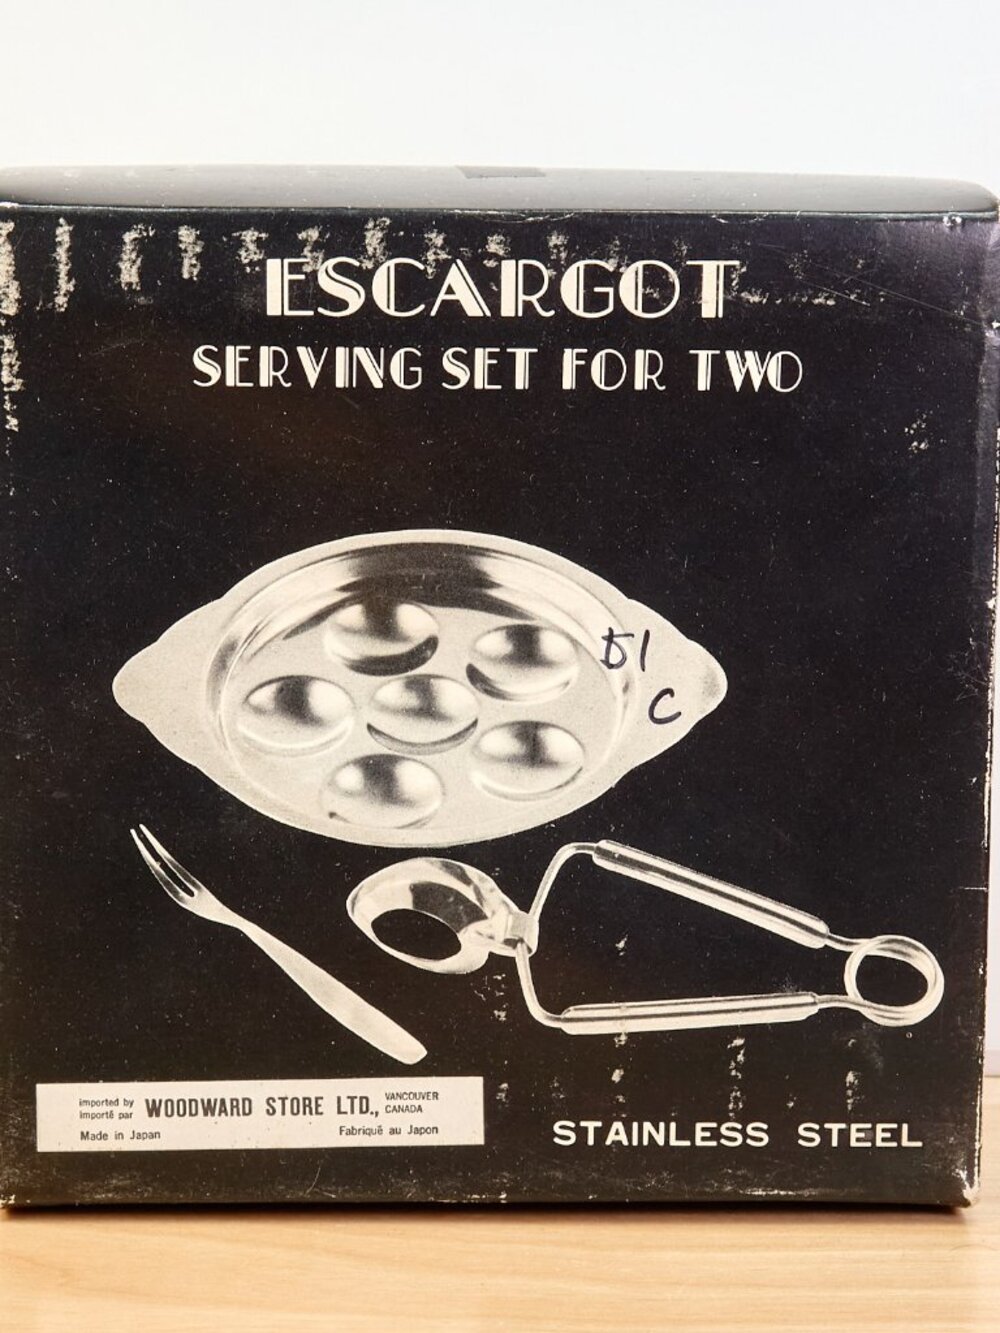 ESCARGOT
SERVING SET FOR TWO
C
imported by
importé par
WOODWARD STORE LTD.,
VANCOUVER
CANADA
Made in Japan
Fabriqué au Japon
STAINLESS STEEL